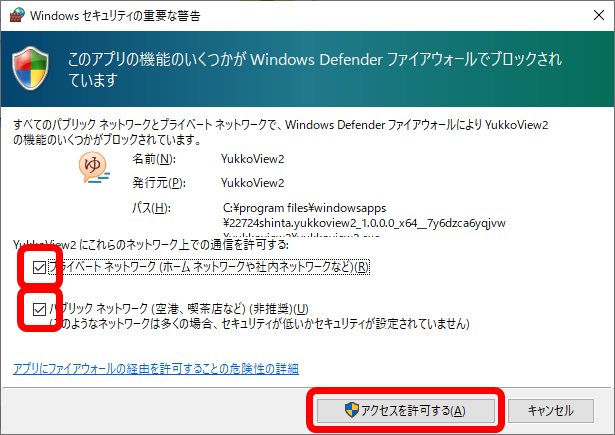 Windows セキュリティの重要な警告
このアプリの機能のいくつかが Windows Defender ファイアウォールでブロックされ
ています
すべてのパブリック ネットワークとプライベート ネットワークで、Windows Defender ファイアウォールにより YukkoView2
の機能のいくつかがブロックされています。
ゆ
名前(N): YukkoView2
発行元(P): YukkoView2
パス(H): C:¥program files¥windowsapps
¥22724shinta.yukkoview2_1.0.0.0_x64__7y6dzca6yqjvw
YukkoView2 にこれらのネットワーク上での通信を許可する:
プライベート ネットワーク (ホーム ネットワークや社内ネットワークなど)(R)
パブリック ネットワーク (空港、喫茶店など) (非推奨)(U)
(このようなネットワークは多くの場合、セキュリティが低いかセキュリティが設定されていません)
アプリにファイアウォールの経由を許可することの危険性の詳細
アクセスを許可する(A)
キャンセル